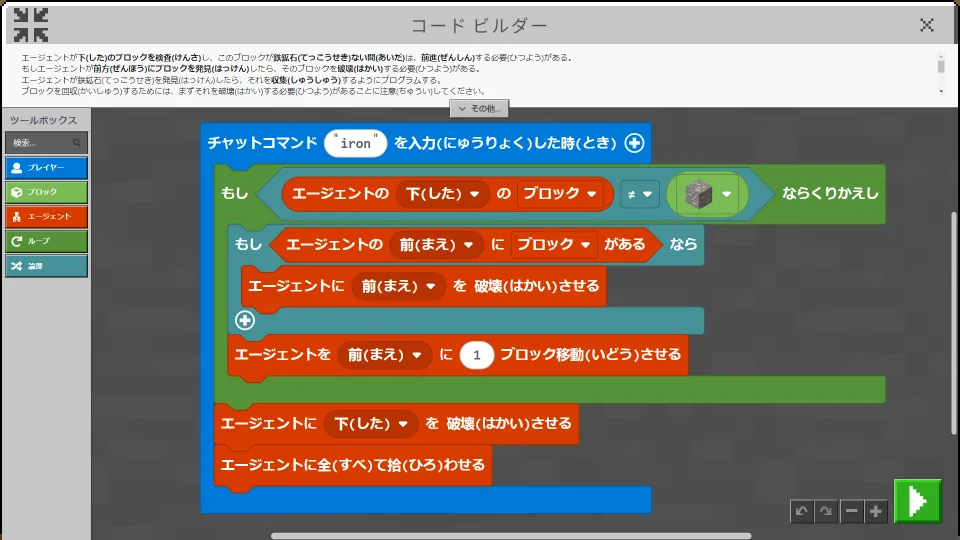 コード ビルダー
エージェントが下(した)のブロックを検査(けんさ)し、このブロックが鉄鉱石(てっこうせき)ない間(あいだ)は、前進(ぜんしん)する必要(ひつよう)がある。
もしエージェントが前方(ぜんぽう)にブロックを発見(はっけん)したら、そのブロックを破壊(はかい)する必要(ひつよう)がある。
エージェントが鉄鉱石(てっこうせき)を発見(はっけん)したら、それを収集(しゅうしゅう)するようにプログラムする。
ブロックを回収(かいしゅう)するためには、まずそれを破壊(はかい)する必要(ひつよう)があることに注意(ちゅうい)してください。
その他...
ツールボックス
検索...
プレイヤー
ブロック
エージェント
ループ
論理
チャットコマンド "iron" を入力(にゅうりょく)した時(とき)
もし エージェントの 下(した) の ブロック ≠ ならくりかえし
もし エージェントの 前(まえ) に ブロック がある なら
エージェントに 前(まえ) を 破壊(はかい)させる
エージェントを 前(まえ) に 1 ブロック移動(いどう)させる
エージェントに 下(した) を 破壊(はかい)させる
エージェントに全(すべ)て拾(ひろ)わせる